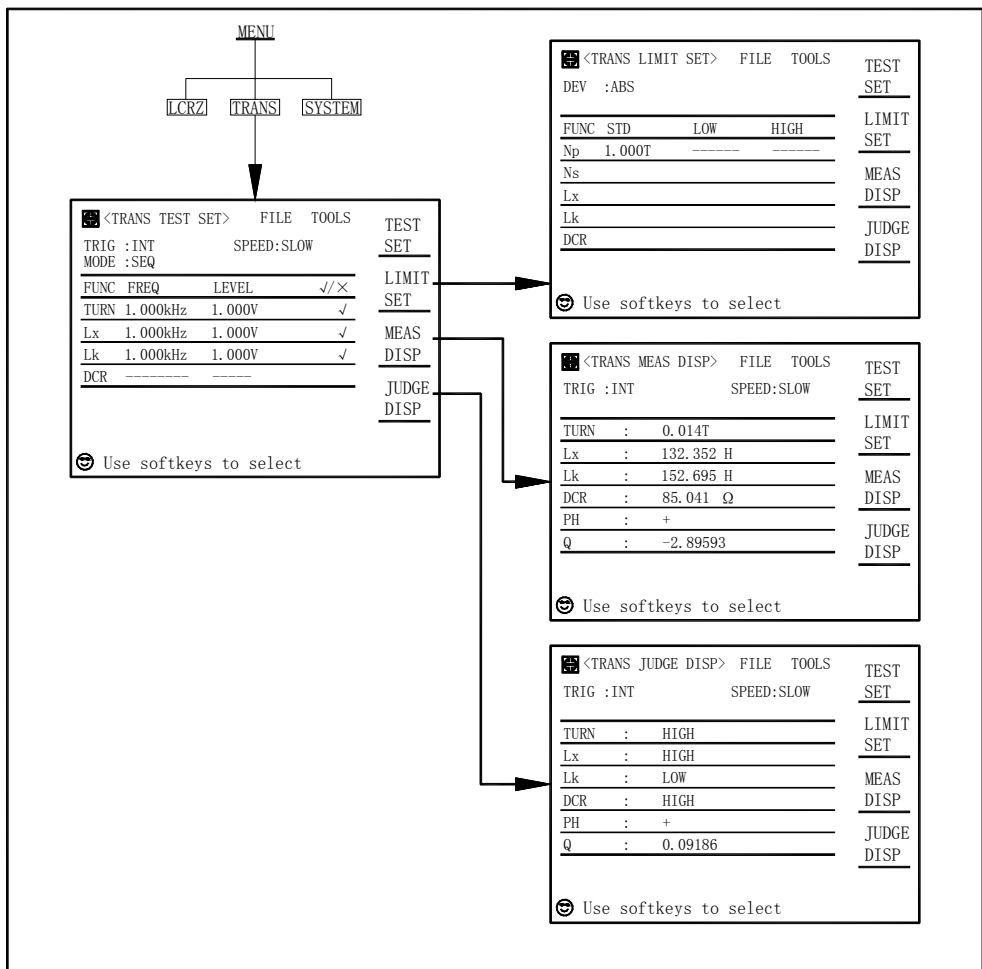 MENU
LCRZ TRANS SYSTEM
<TRANS TEST SET> FILE TOOLS
TRIG :INT SPEED:SLOW
MODE :SEQ
FUNC FREQ LEVEL √/×
TURN 1.000kHz 1.000V √
Lx 1.000kHz 1.000V √
Lk 1.000kHz 1.000V √
DCR -------- -----
Use softkeys to select
TEST
SET
LIMIT
SET
MEAS
DISP
JUDGE
DISP
<TRANS LIMIT SET> FILE TOOLS
DEV :ABS
FUNC STD LOW HIGH
Np 1.000T ------ ------
Ns
Lx
Lk
DCR
Use softkeys to select
TEST
SET
LIMIT
SET
MEAS
DISP
JUDGE
DISP
<TRANS MEAS DISP> FILE TOOLS
TRIG :INT SPEED:SLOW
TURN : 0.014T
Lx : 132.352 H
Lk : 152.695 H
DCR : 85.041 Ω
PH : +
Q : -2.89593
Use softkeys to select
TEST
SET
LIMIT
SET
MEAS
DISP
JUDGE
DISP
<TRANS JUDGE DISP> FILE TOOLS
TRIG :INT SPEED:SLOW
TURN : HIGH
Lx : HIGH
Lk : LOW
DCR : HIGH
PH : +
Q : 0.09186
Use softkeys to select
TEST
SET
LIMIT
SET
MEAS
DISP
JUDGE
DISP